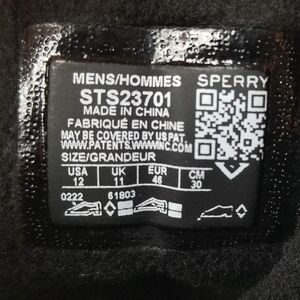 MENS/HOMMES SPERRY
STS23701
MADE IN CHINA
FABRIQUÉ EN CHINE
MAY BE COVERED BY US PAT.
WWW.PATENTS.WWWINC.COM
SIZE/GRANDEUR
USA UK EUR CM
12 11 46 30
0222 61803